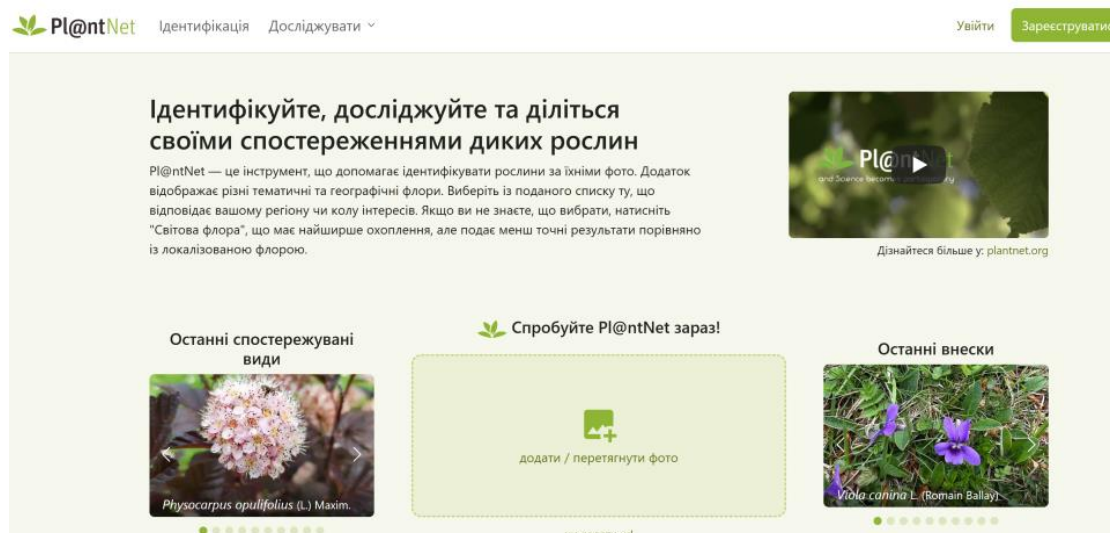 Pl@ntNet Ідентифікація Досліджувати Увійти Зареєструватис
Ідентифікуйте, досліджуйте та діліться
своїми спостереженнями диких рослин
Pl@ntNet — це інструмент, що допомагає ідентифікувати рослини за їхніми фото. Додаток
відображає різні тематичні та географічні флори. Виберіть із поданого списку ту, що
відповідає вашому регіону чи колу інтересів. Якщо ви не знаєте, що вибрати, натисніть
"Світова флора", що має найширше охоплення, але подає менш точні результати порівняно
із локалізованою флорою.
and Science becomes participatory
Дізнайтеся більше у: plantnet.org
Останні спостережувані
види
Physocarpus opulifolius (L.) Maxim.
Спробуйте Pl@ntNet зараз!
додати / перетягнути фото
Останні внески
Viola canina L. (Romain Ballay)